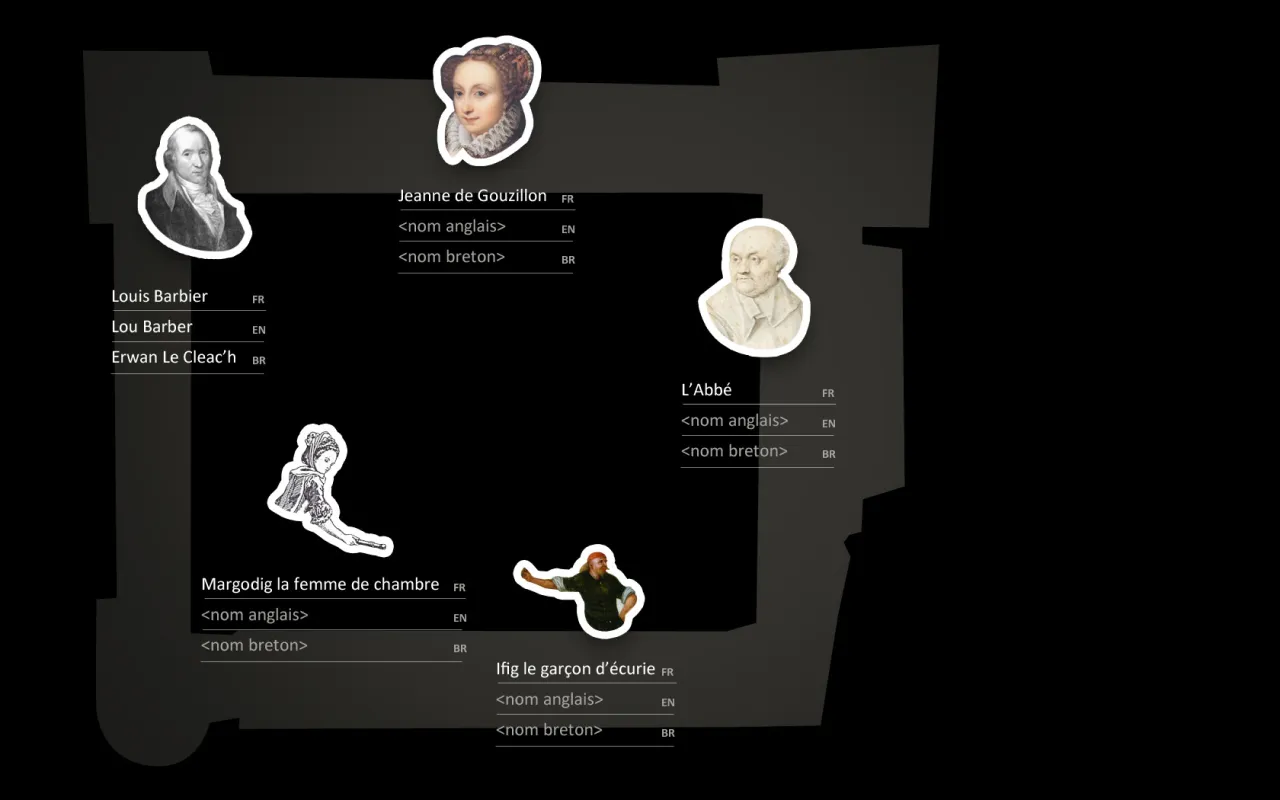 Jeanne de Gouzillon FR
<nom anglais> EN
<nom breton> BR
Louis Barbier FR
Lou Barber EN
Erwan Le Cleac’h BR
L’Abbé FR
<nom anglais> EN
<nom breton> BR
Margodig la femme de chambre FR
<nom anglais> EN
<nom breton> BR
Ifig le garçon d’écurie FR
<nom anglais> EN
<nom breton> BR